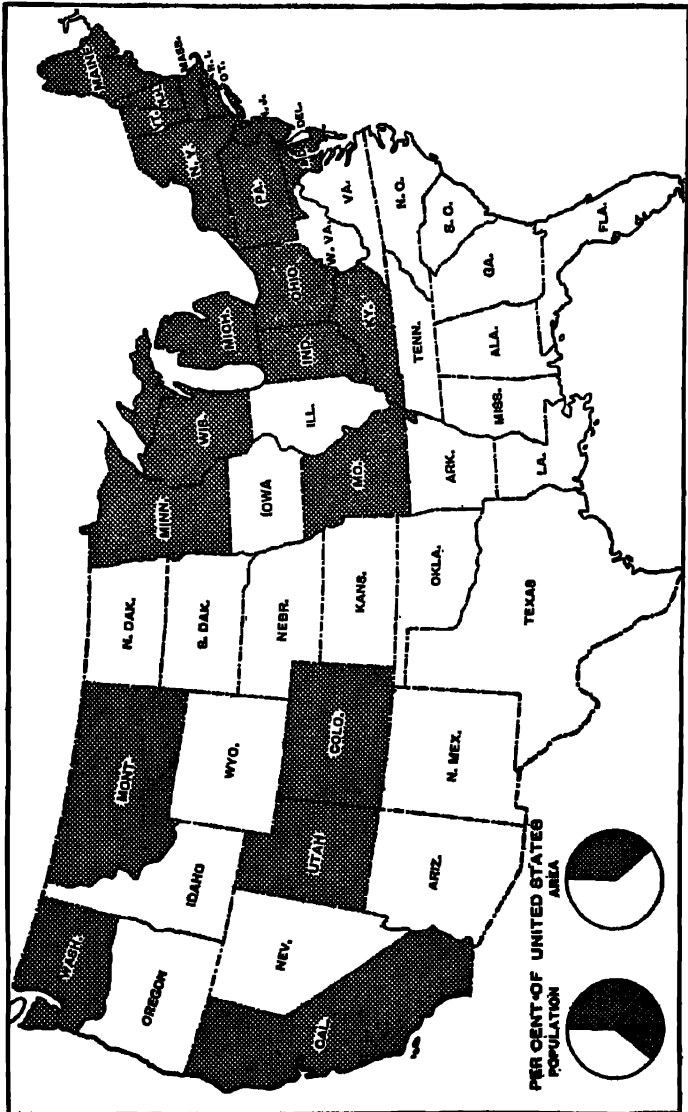 WASH.
OREGON
CAL.
IDAHO
NEV.
MONT.
WYO.
UTAH
COLO.
ARIZ.
N. MEX.
N. DAK.
S. DAK.
NEBR.
KANS.
OKLA.
TEXAS
MINN.
IOWA
MO.
ARK.
LA.
WIS.
ILL.
MICH.
IND.
OHIO
KY.
TENN.
MISS.
ALA.
GA.
FLA.
S. C.
N. C.
VA.
W. VA.
PA.
N. Y.
MD.
DEL.
N. J.
CT.
R. I.
MASS.
VT.
N. H.
MAINE
PER CENT OF UNITED STATES
POPULATION
AREA